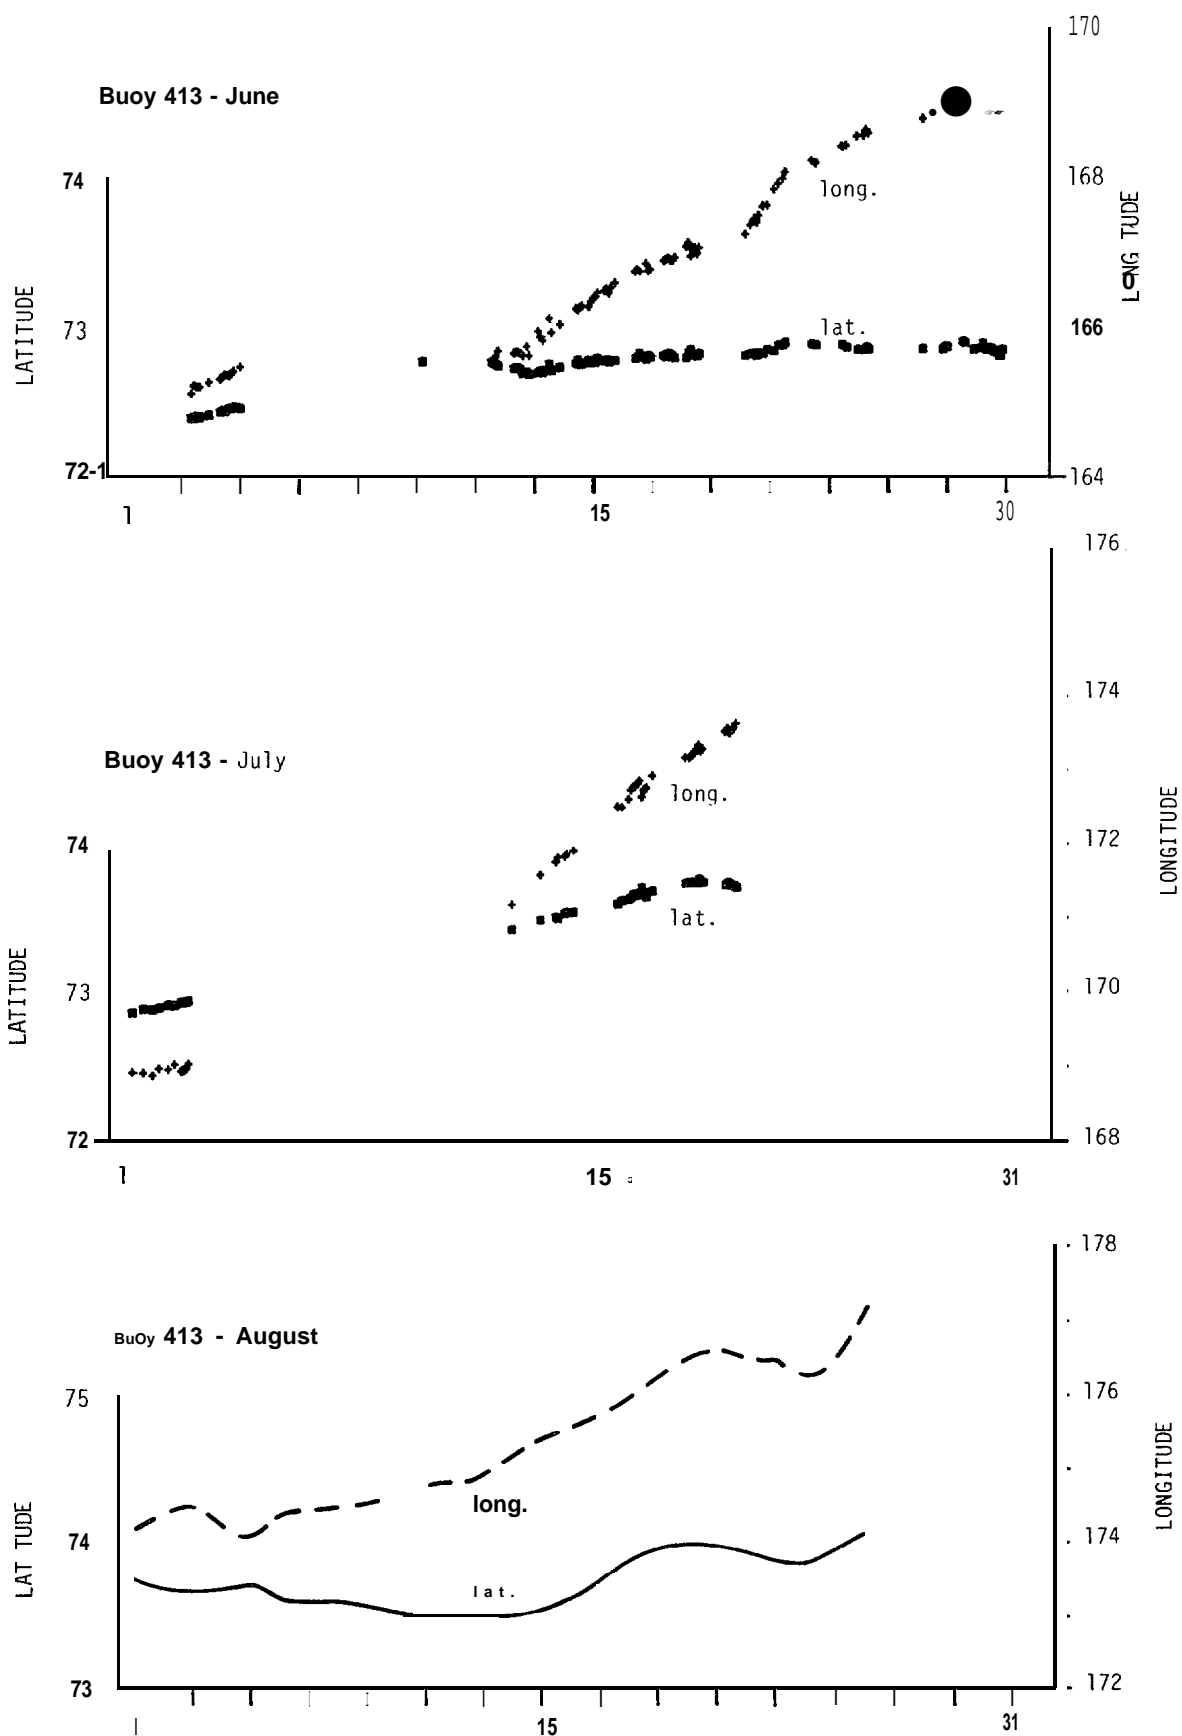 170
Buoy 413 - June
74
168
long.
LONG TUDE
LATITUDE
73
lat.
166
72-1
164
1
15
30
176
174
Buoy 413 - July
long.
74
172
LONGITUDE
lat.
LATITUDE
73
170
72
168
1
15
31
178
BuOy 413 - August
75
176
LONGITUDE
long.
LAT TUDE
74
174
lat.
73
172
15
31